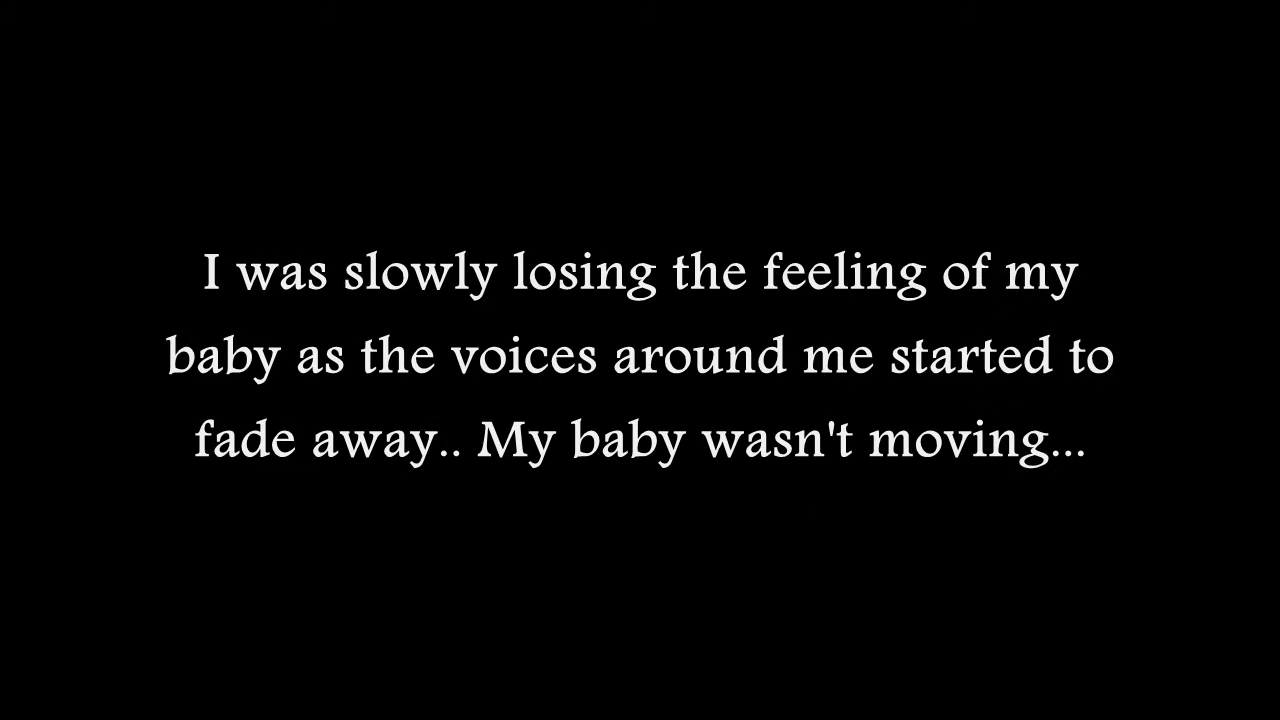 I was slowly losing the feeling of my
baby as the voices around me started to
fade away.. My baby wasn't moving...